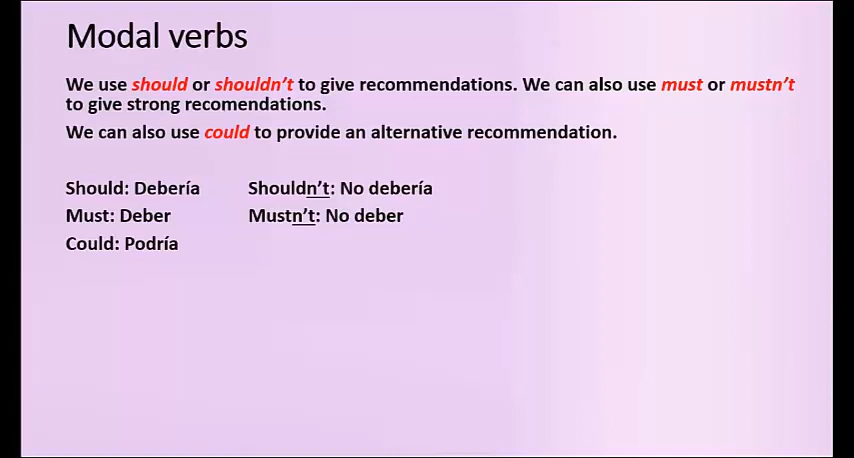 Modal verbs
We use should or shouldn't to give recommendations. We can also use must or mustn't
to give strong recomendations.
We can also use could to provide an alternative recommendation.
Should: Debería Shouldn't: No debería
Must: Deber Mustn't: No deber
Could: Podría